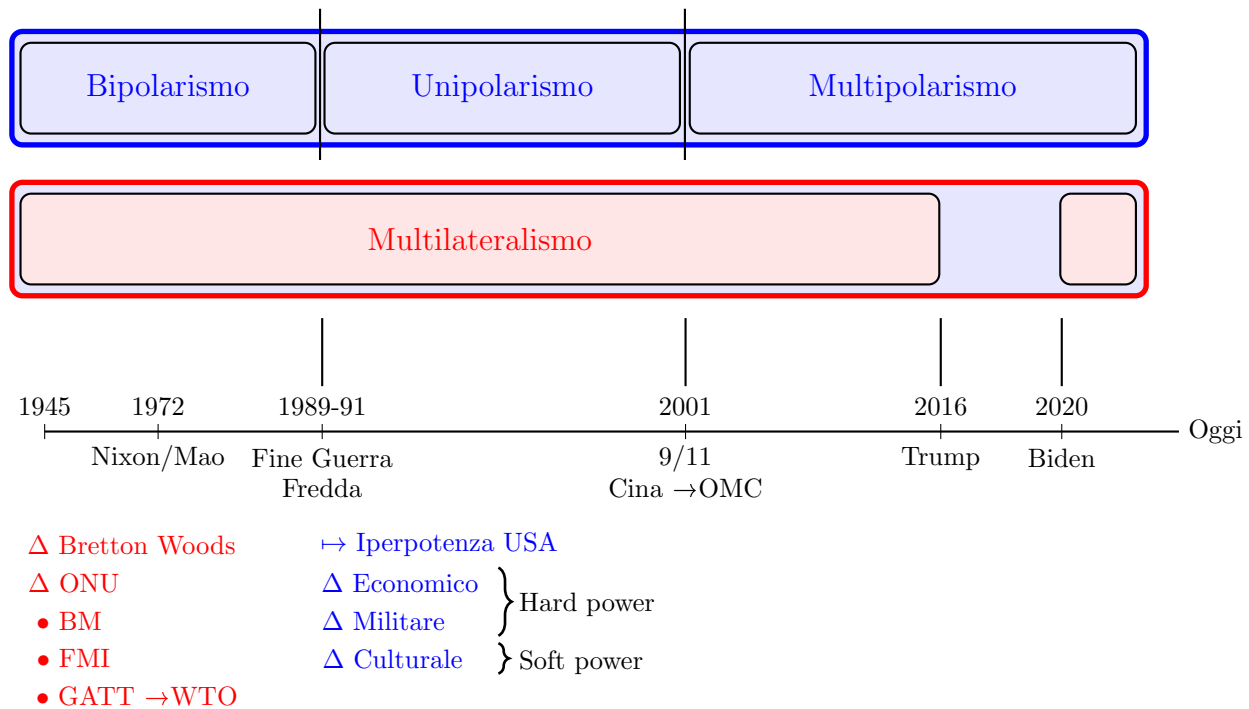 Bipolarismo Unipolarismo Multipolarismo
Multilateralismo
1945 1972 1989-91 2001 2016 2020
Oggi
Nixon/Mao Fine Guerra 9/11 Trump Biden
Fredda Cina →OMC
Δ Bretton Woods ↦ Iperpotenza USA
Δ ONU Δ Economico
Hard power
• BM Δ Militare
• FMI Δ Culturale Soft power
• GATT →WTO